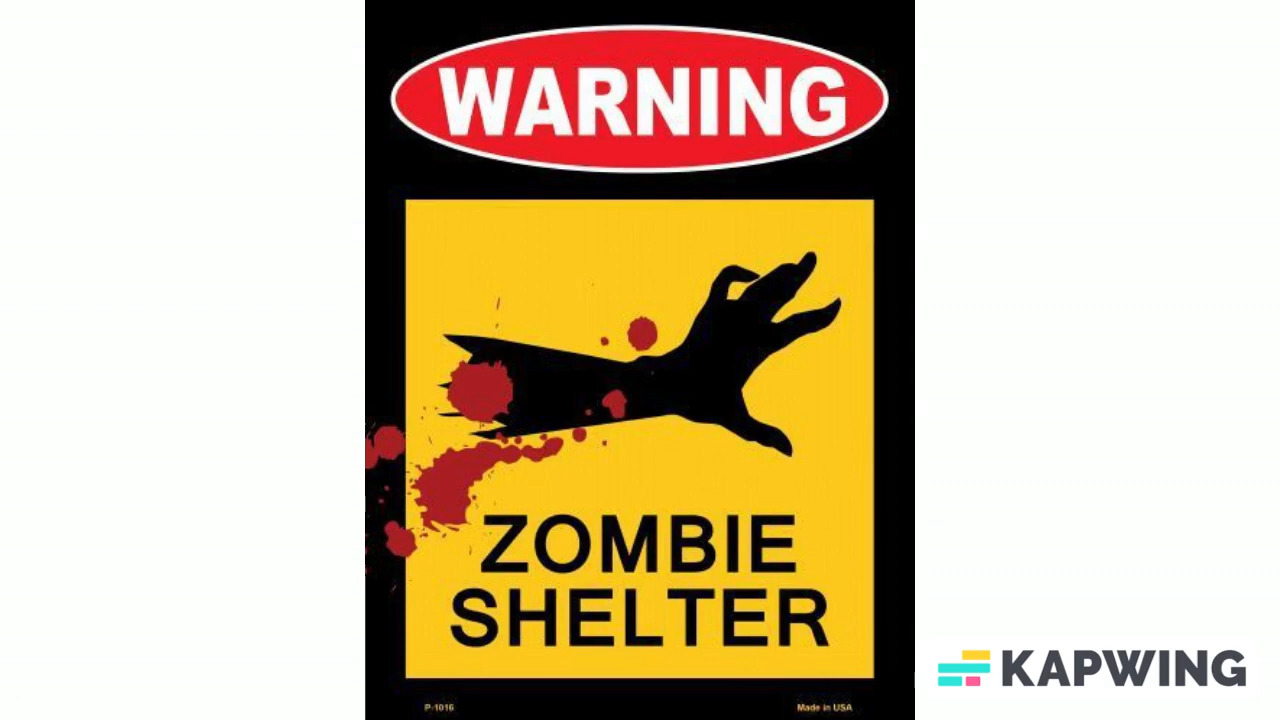 WARNING
ZOMBIE
SHELTER
P-1016
Made in USA
KAPWING